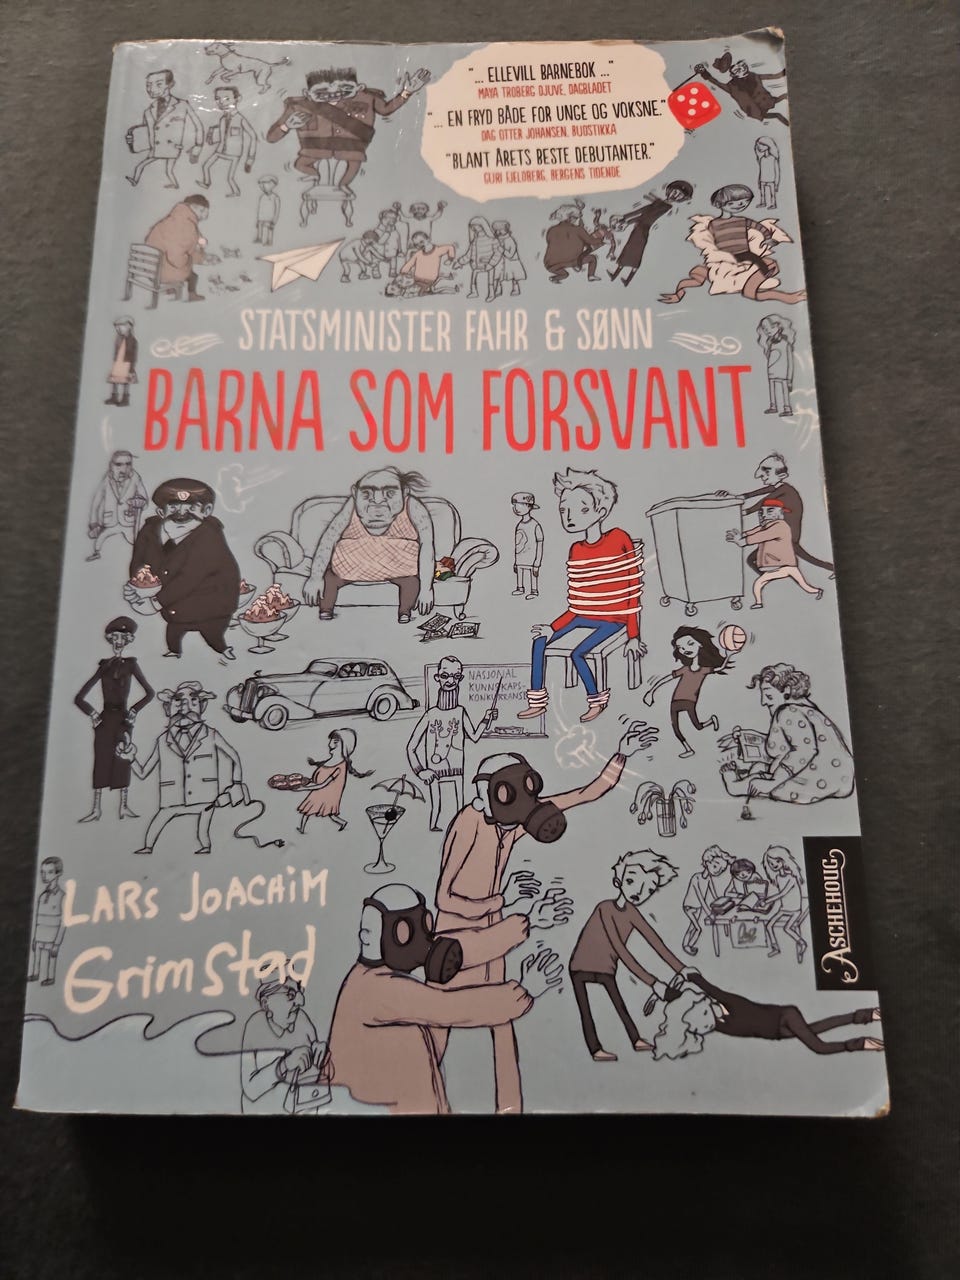 "... ELLEVILL BARNEBOK ..."
MAYA TROBERG DJUVE, DAGBLADET
"... EN FRYD BÅDE FOR UNGE OG VOKSNE."
DAG OTTER JOHANSEN, BUDSTIKKA
"BLANT ÅRETS BESTE DEBUTANTER."
GURI FJELDBERG, BERGENS TIDENDE
STATSMINISTER FAHR & SØNN
BARNA SOM FORSVANT
NASJONAL
KUNNSKAPS-
KONKURRANSE
LARS JOACHIM
GrimStad
ASCHEHOUG